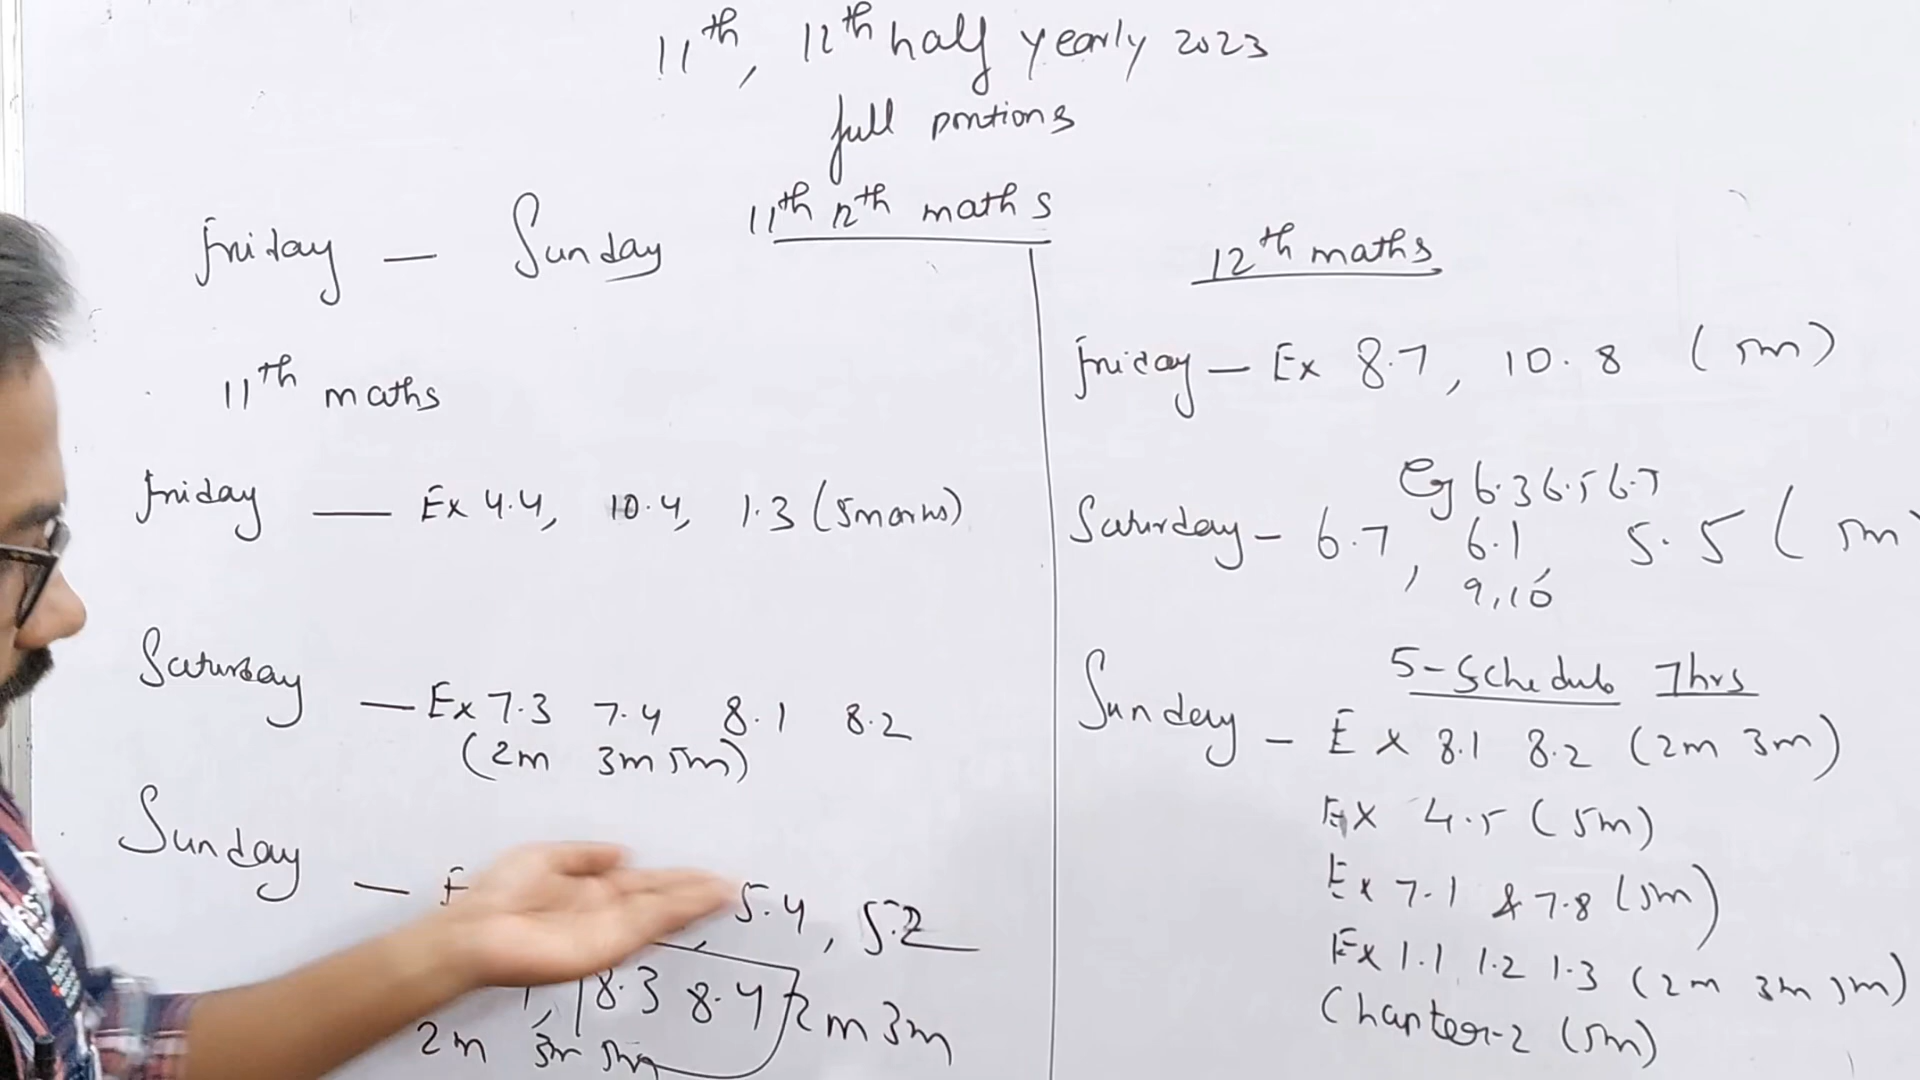 11th, 12th half yearly 2023
full portions
11th 12th maths
Friday — Sunday
11th maths
Friday — Ex 4.4, 10.4, 1.3 (5marks)
Saturday — Ex 7.3 7.4 8.1 8.2
(2m 3m 5m)
Sunday — 5.4, 5.2
8.3 8.4 2m 3m
2m 3m 5m
12th maths
Friday — Ex 8.7, 10.8 (5m)
Eg 6.3 6.5 6.7
Saturday - 6.7, 6.1 5.5 (5m
9,10
5-Schedule 7hrs
Sunday - Ex 8.1 8.2 (2m 3m)
Ex 4.5 (5m)
Ex 7.1 & 7.8 (5m)
Ex 1.1 1.2 1.3 (2m 3m 5m)
Chapter-2 (5m)